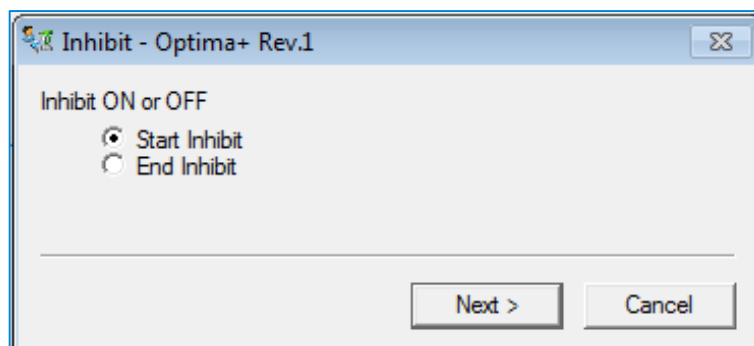 Inhibit - Optima+ Rev.1
Inhibit ON or OFF
Start Inhibit
End Inhibit
Next >
Cancel